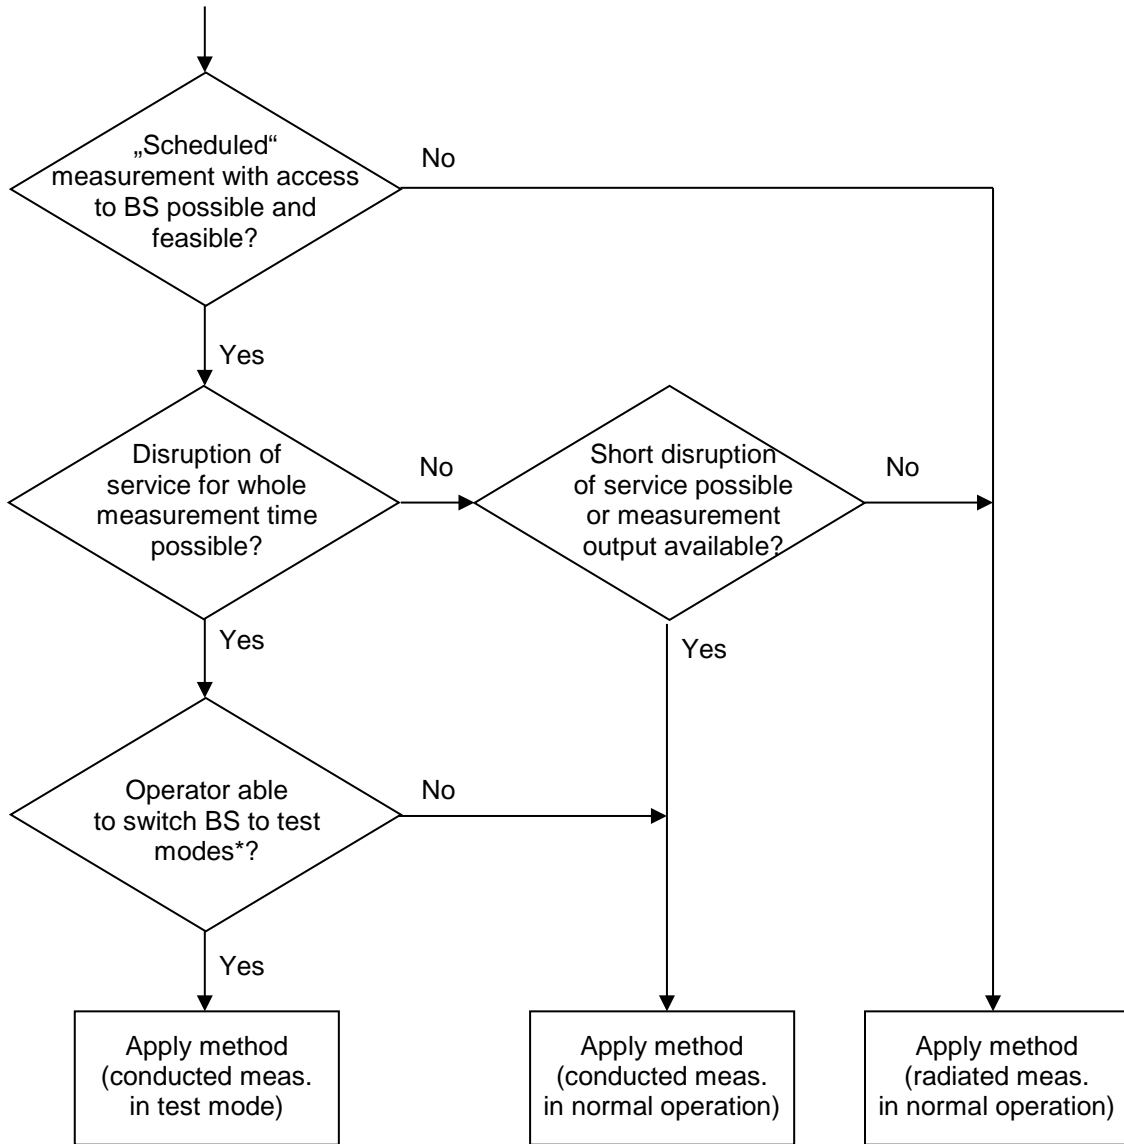 „Scheduled“
measurement with access
to BS possible and
feasible?
No
Yes
Disruption of
service for whole
measurement time
possible?
No
Short disruption
of service possible
or measurement
output available?
No
Yes
Yes
Operator able
to switch BS to test
modes*?
No
Yes
Apply method
(conducted meas.
in test mode)
Apply method
(conducted meas.
in normal operation)
Apply method
(radiated meas.
in normal operation)